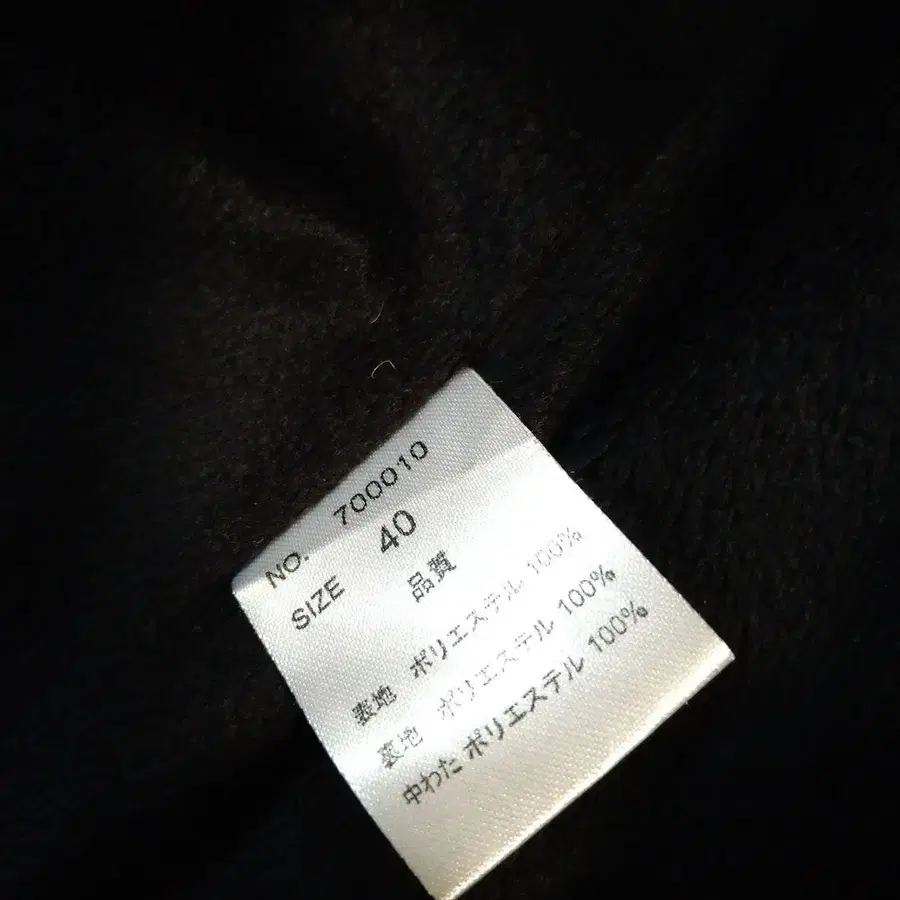 NO. 700010
SIZE 40
品質
表地 ポリエステル 100%
裏地 ポリエステル 100%
中わた ポリエステル 100%